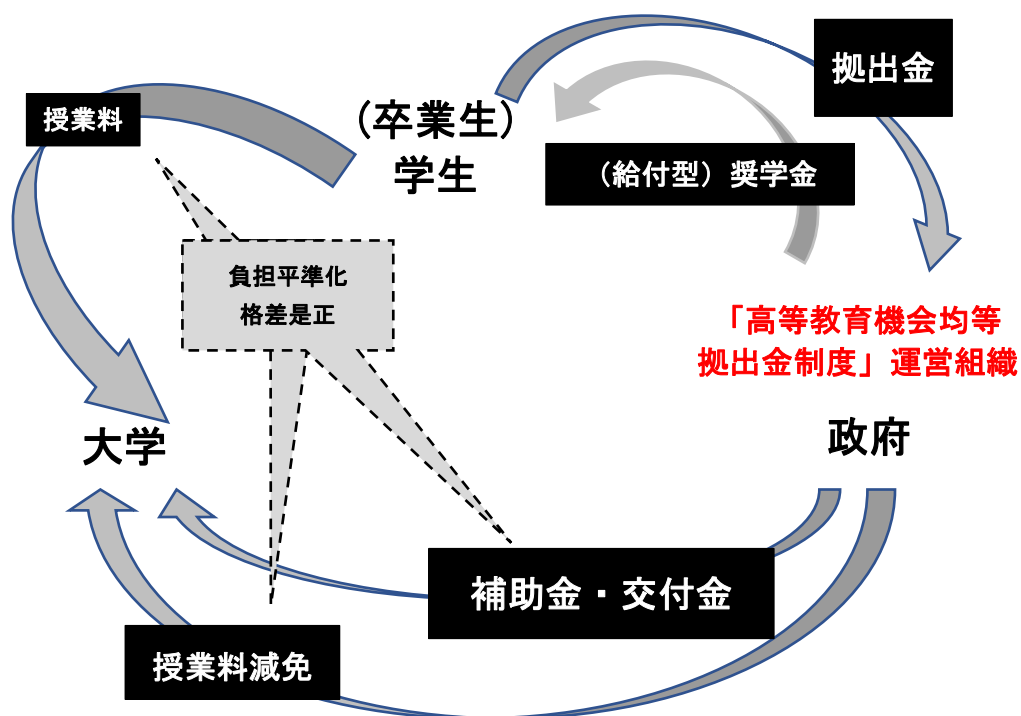 拠出金
授業料
（卒業生）
学生
（給付型）奨学金
負担平準化
格差是正
「高等教育機会均等
拠出金制度」運営組織
大学
政府
補助金・交付金
授業料減免